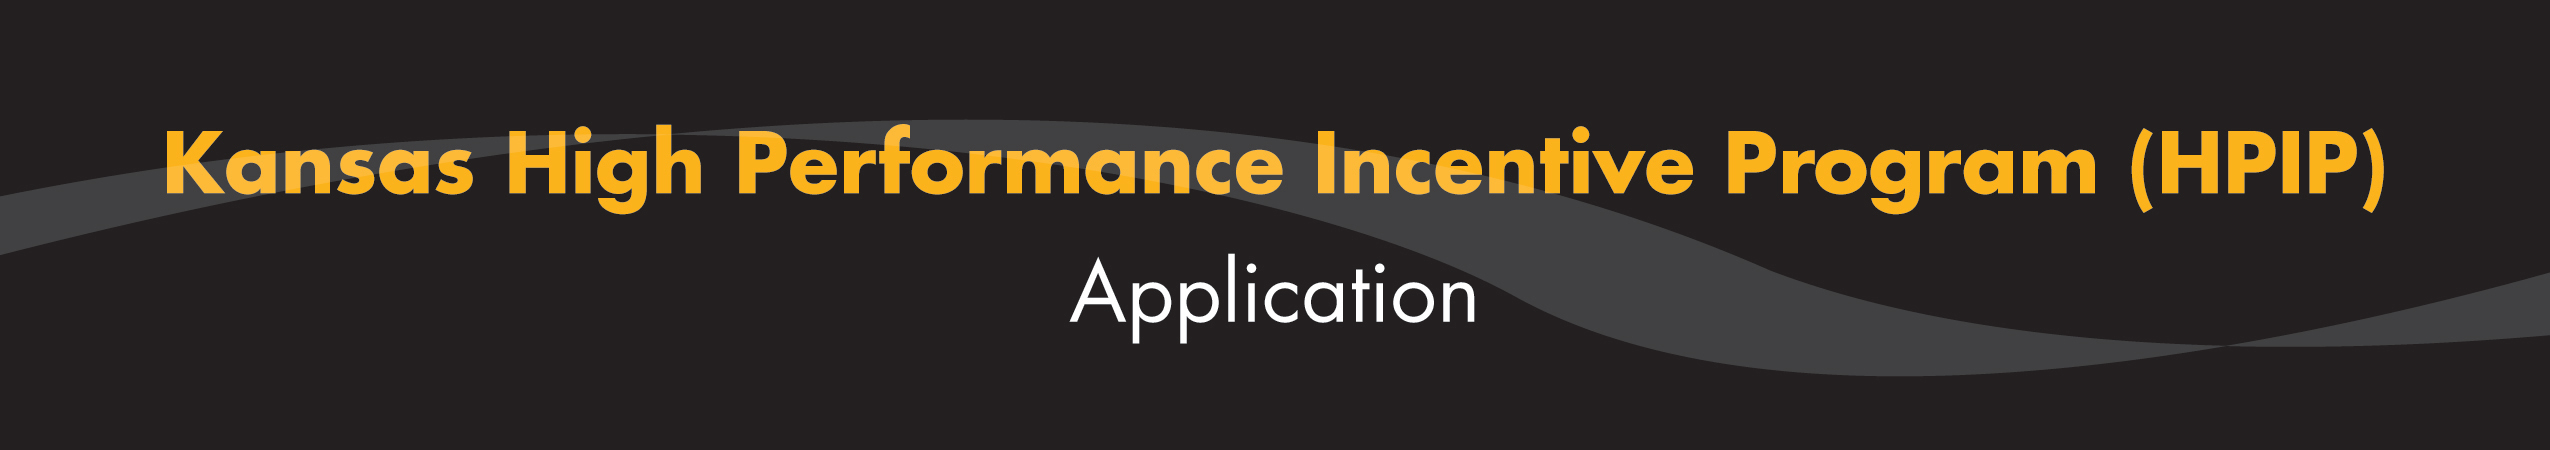 Kansas High Performance Incentive Program (HPIP)
Application